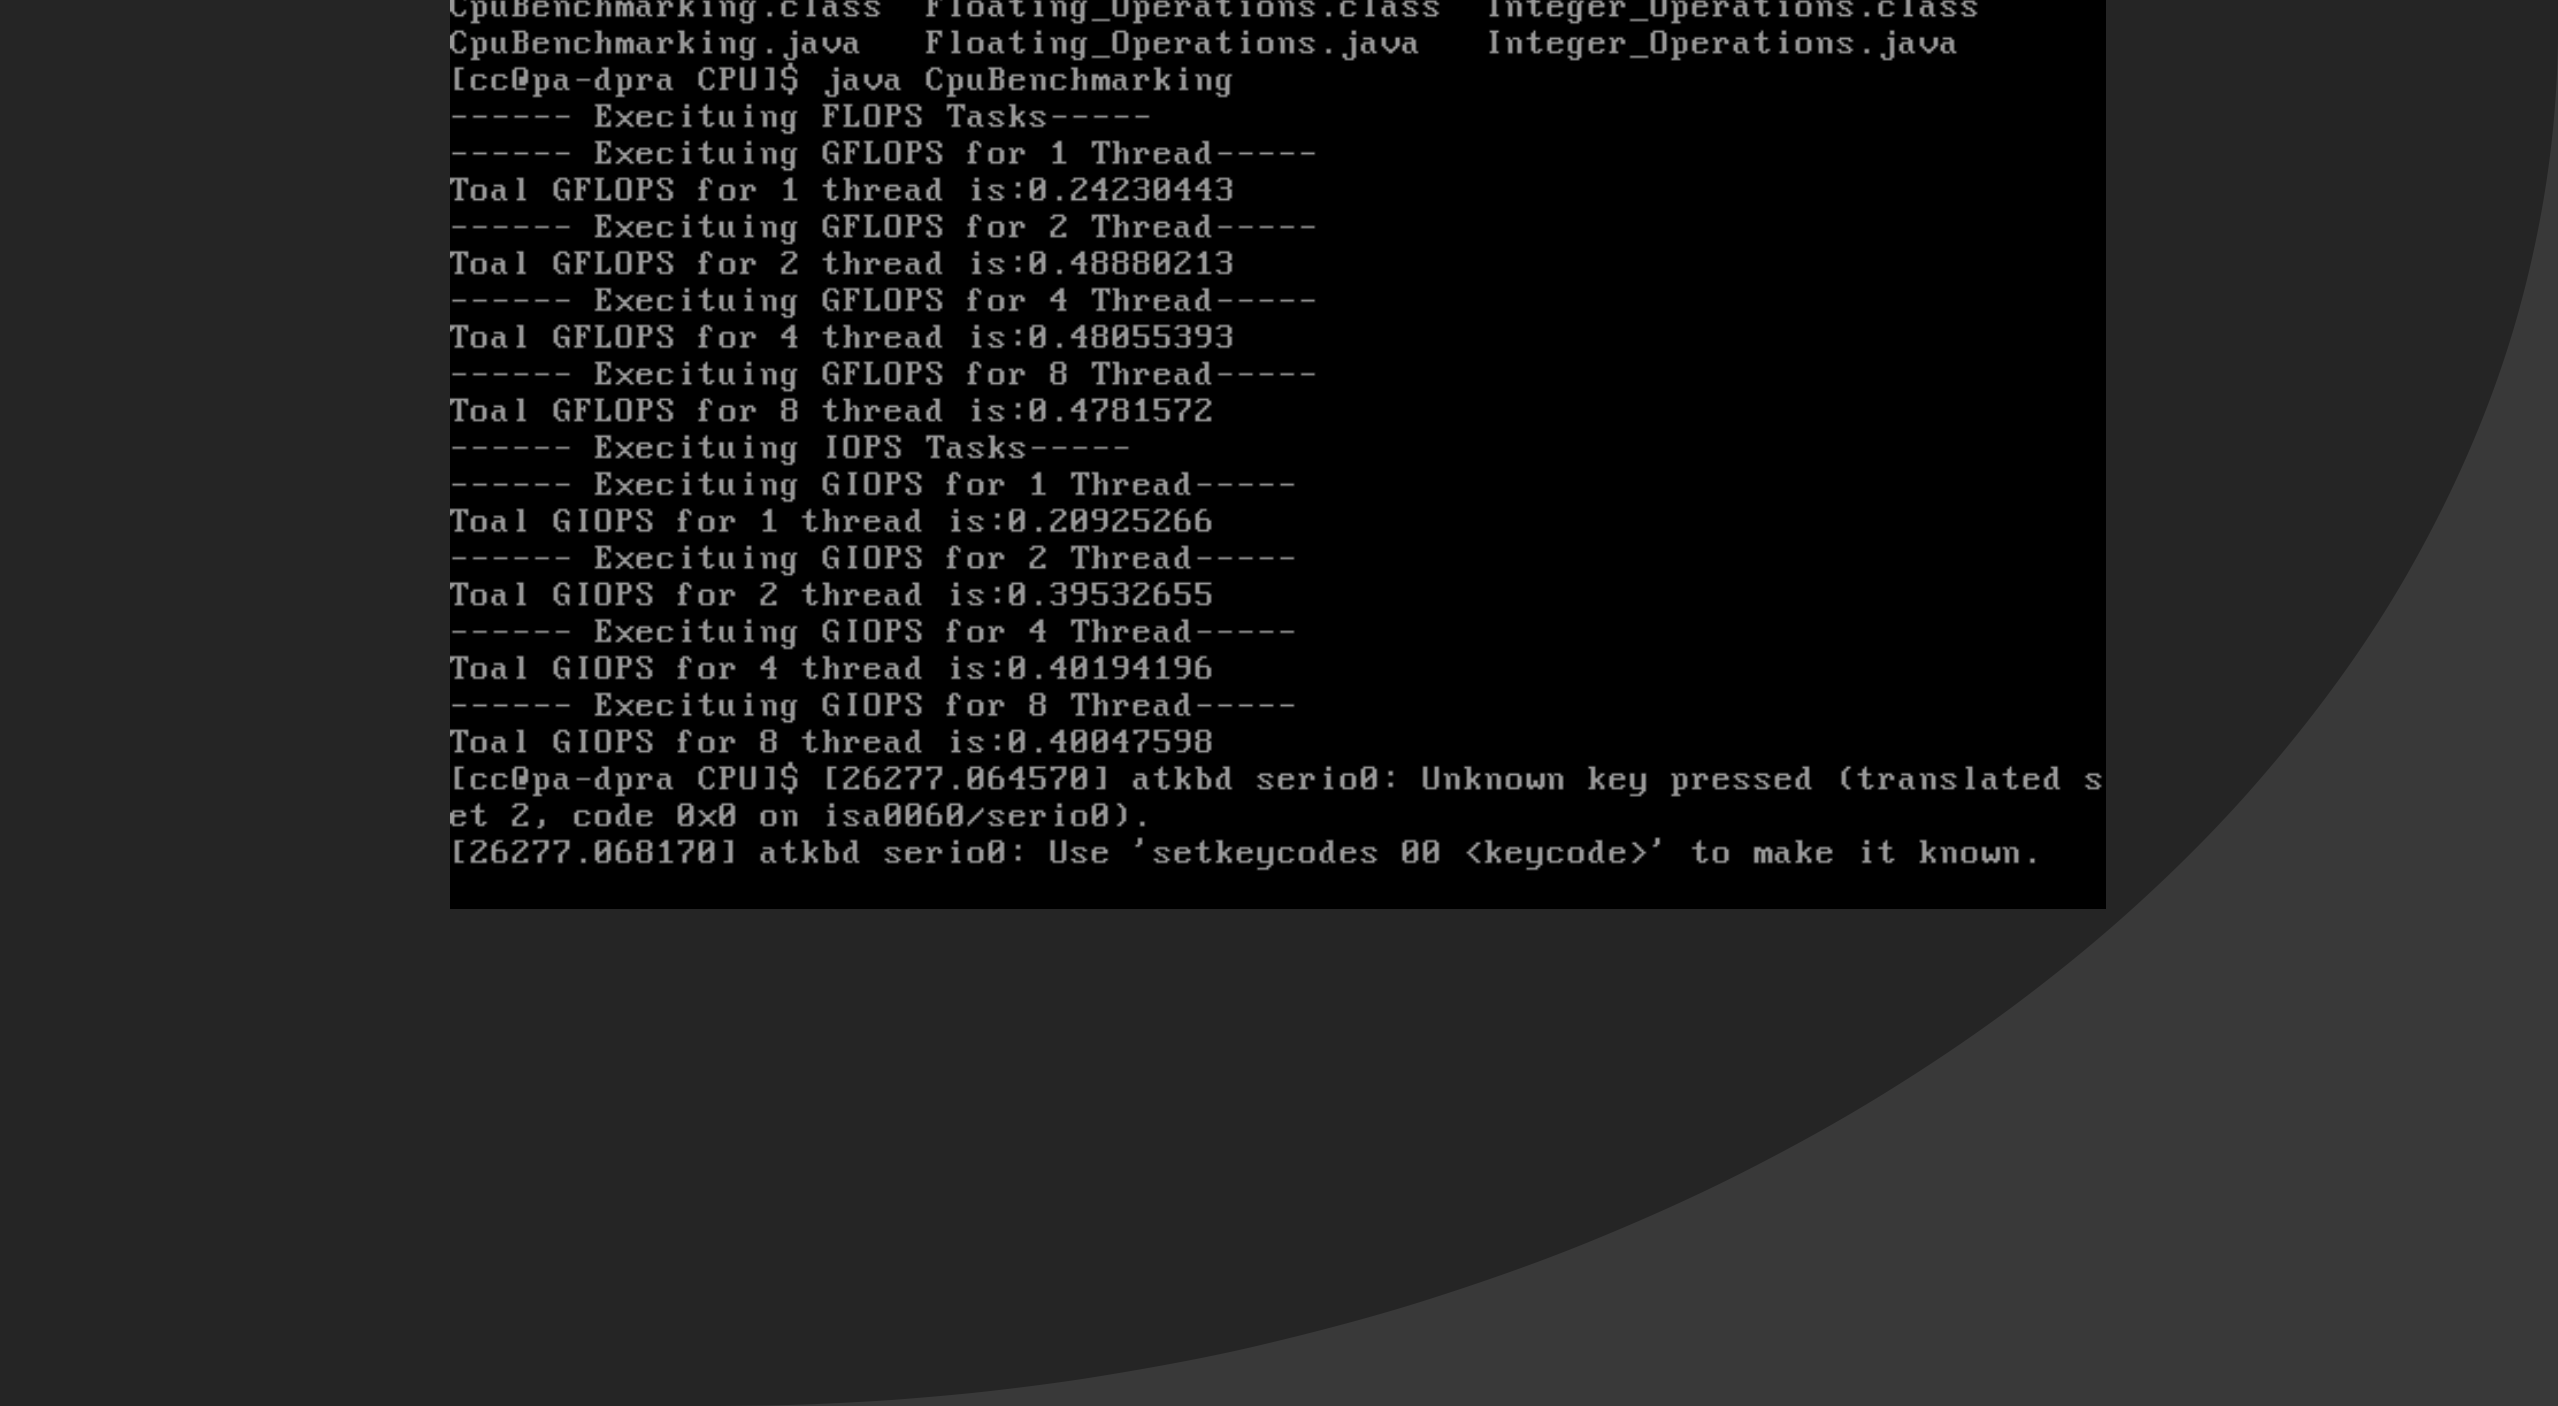 CpuBenchmarking.class  Floating_Operations.class  Integer_Operations.class
CpuBenchmarking.java   Floating_Operations.java   Integer_Operations.java
[cc@pa-dpra CPU]$ java CpuBenchmarking
------ Execituing FLOPS Tasks-----
------ Execituing GFLOPS for 1 Thread-----
Toal GFLOPS for 1 thread is:0.24230443
------ Execituing GFLOPS for 2 Thread-----
Toal GFLOPS for 2 thread is:0.48880213
------ Execituing GFLOPS for 4 Thread-----
Toal GFLOPS for 4 thread is:0.48055393
------ Execituing GFLOPS for 8 Thread-----
Toal GFLOPS for 8 thread is:0.4781572
------ Execituing IOPS Tasks-----
------ Execituing GIOPS for 1 Thread-----
Toal GIOPS for 1 thread is:0.20925266
------ Execituing GIOPS for 2 Thread-----
Toal GIOPS for 2 thread is:0.39532655
------ Execituing GIOPS for 4 Thread-----
Toal GIOPS for 4 thread is:0.40194196
------ Execituing GIOPS for 8 Thread-----
Toal GIOPS for 8 thread is:0.40047598
[cc@pa-dpra CPU]$ [26277.064570] atkbd serio0: Unknown key pressed (translated s
et 2, code 0x0 on isa0060/serio0).
[26277.068170] atkbd serio0: Use 'setkeycodes 00 <keycode>' to make it known.